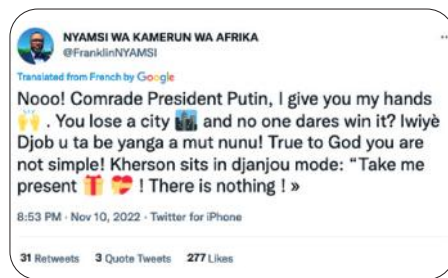 NYAMSI WA KAMERUN WA AFRIKA
@FranklinNYAMSI
Translated from French by Google
Nooo! Comrade President Putin, I give you my hands
🙌 . You lose a city 🏙️ and no one dares win it? Iwiyè
Djob u ta be yanga a mut nunu! True to God you are
not simple! Kherson sits in djanjou mode: “Take me
present 🎁 💝 ! There is nothing ! »
8:53 PM · Nov 10, 2022 · Twitter for iPhone
31 Retweets 3 Quote Tweets 277 Likes